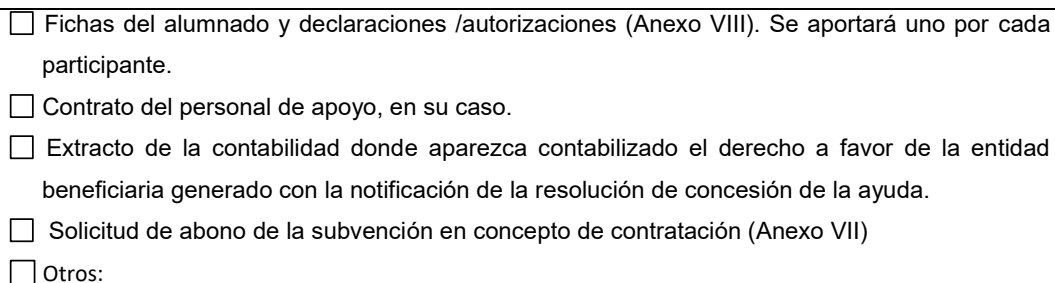 ☐ Fichas del alumnado y declaraciones /autorizaciones (Anexo VIII). Se aportará uno por cada
participante.
☐ Contrato del personal de apoyo, en su caso.
☐ Extracto de la contabilidad donde aparezca contabilizado el derecho a favor de la entidad
beneficiaria generado con la notificación de la resolución de concesión de la ayuda.
☐ Solicitud de abono de la subvención en concepto de contratación (Anexo VII)
☐ Otros: